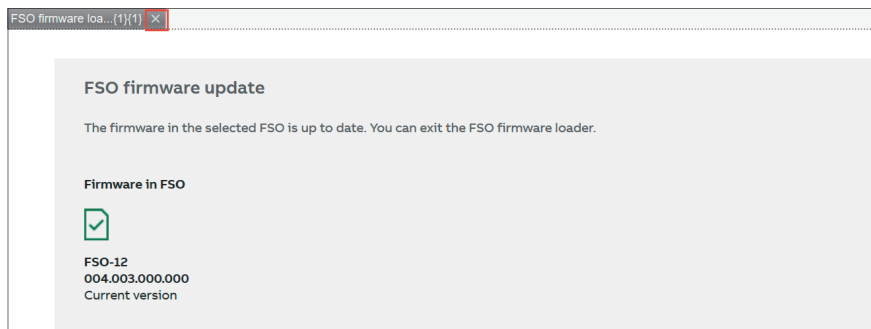 FSO firmware loa...{1}{1} ×
FSO firmware update
The firmware in the selected FSO is up to date. You can exit the FSO firmware loader.
Firmware in FSO
FSO-12
004.003.000.000
Current version